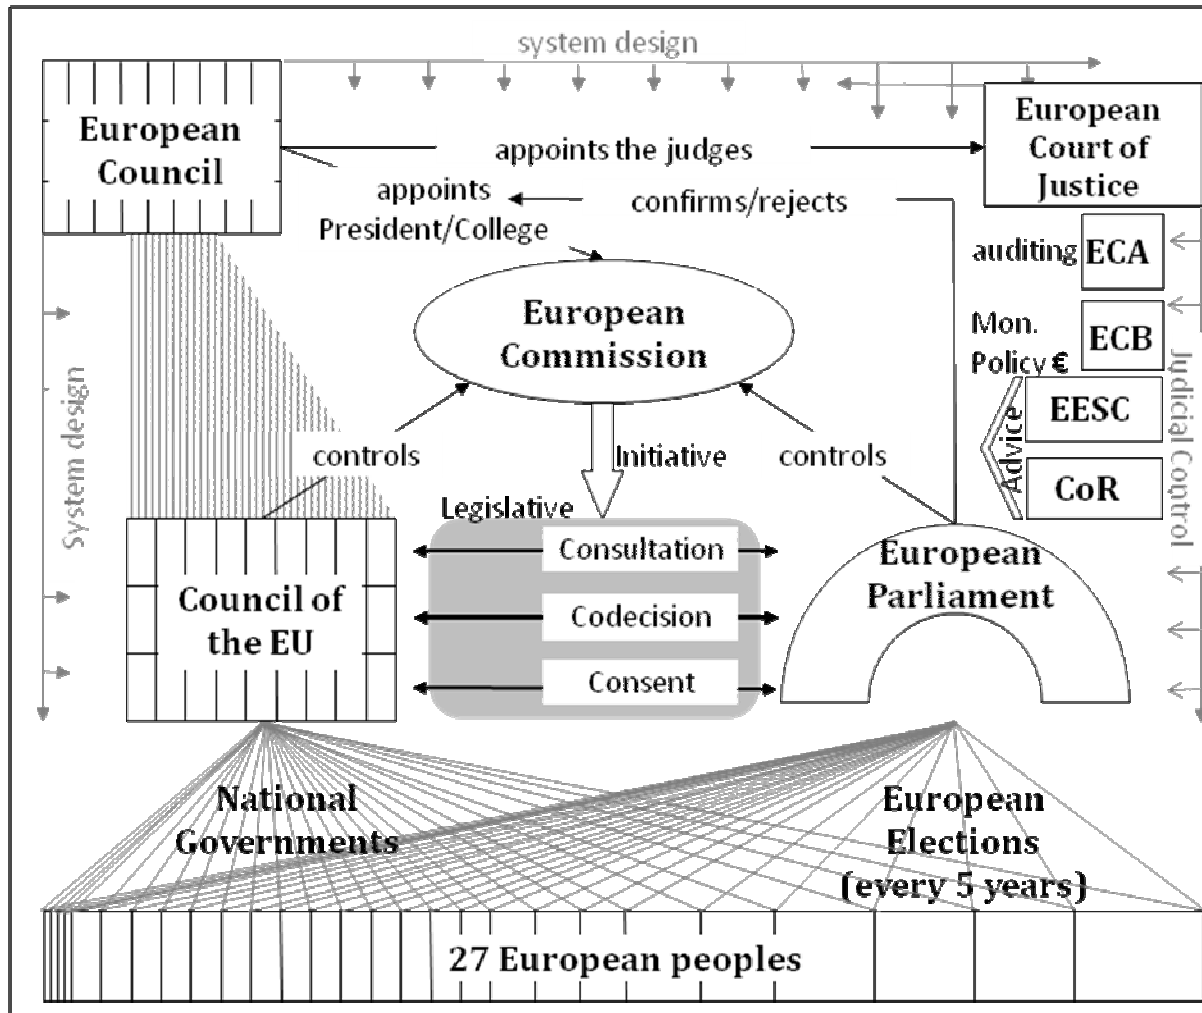 system design
European
Council
appoints the judges
European
Court of
Justice
appoints
President/College
confirms/rejects
auditing
ECA
European
Commission
Mon.
Policy €
ECB
EESC
Advice
CoR
Judicial Control
System design
controls
Initiative
controls
Legislative
Consultation
Codecision
Consent
Council of
the EU
European
Parliament
National
Governments
European
Elections
(every 5 years)
27 European peoples